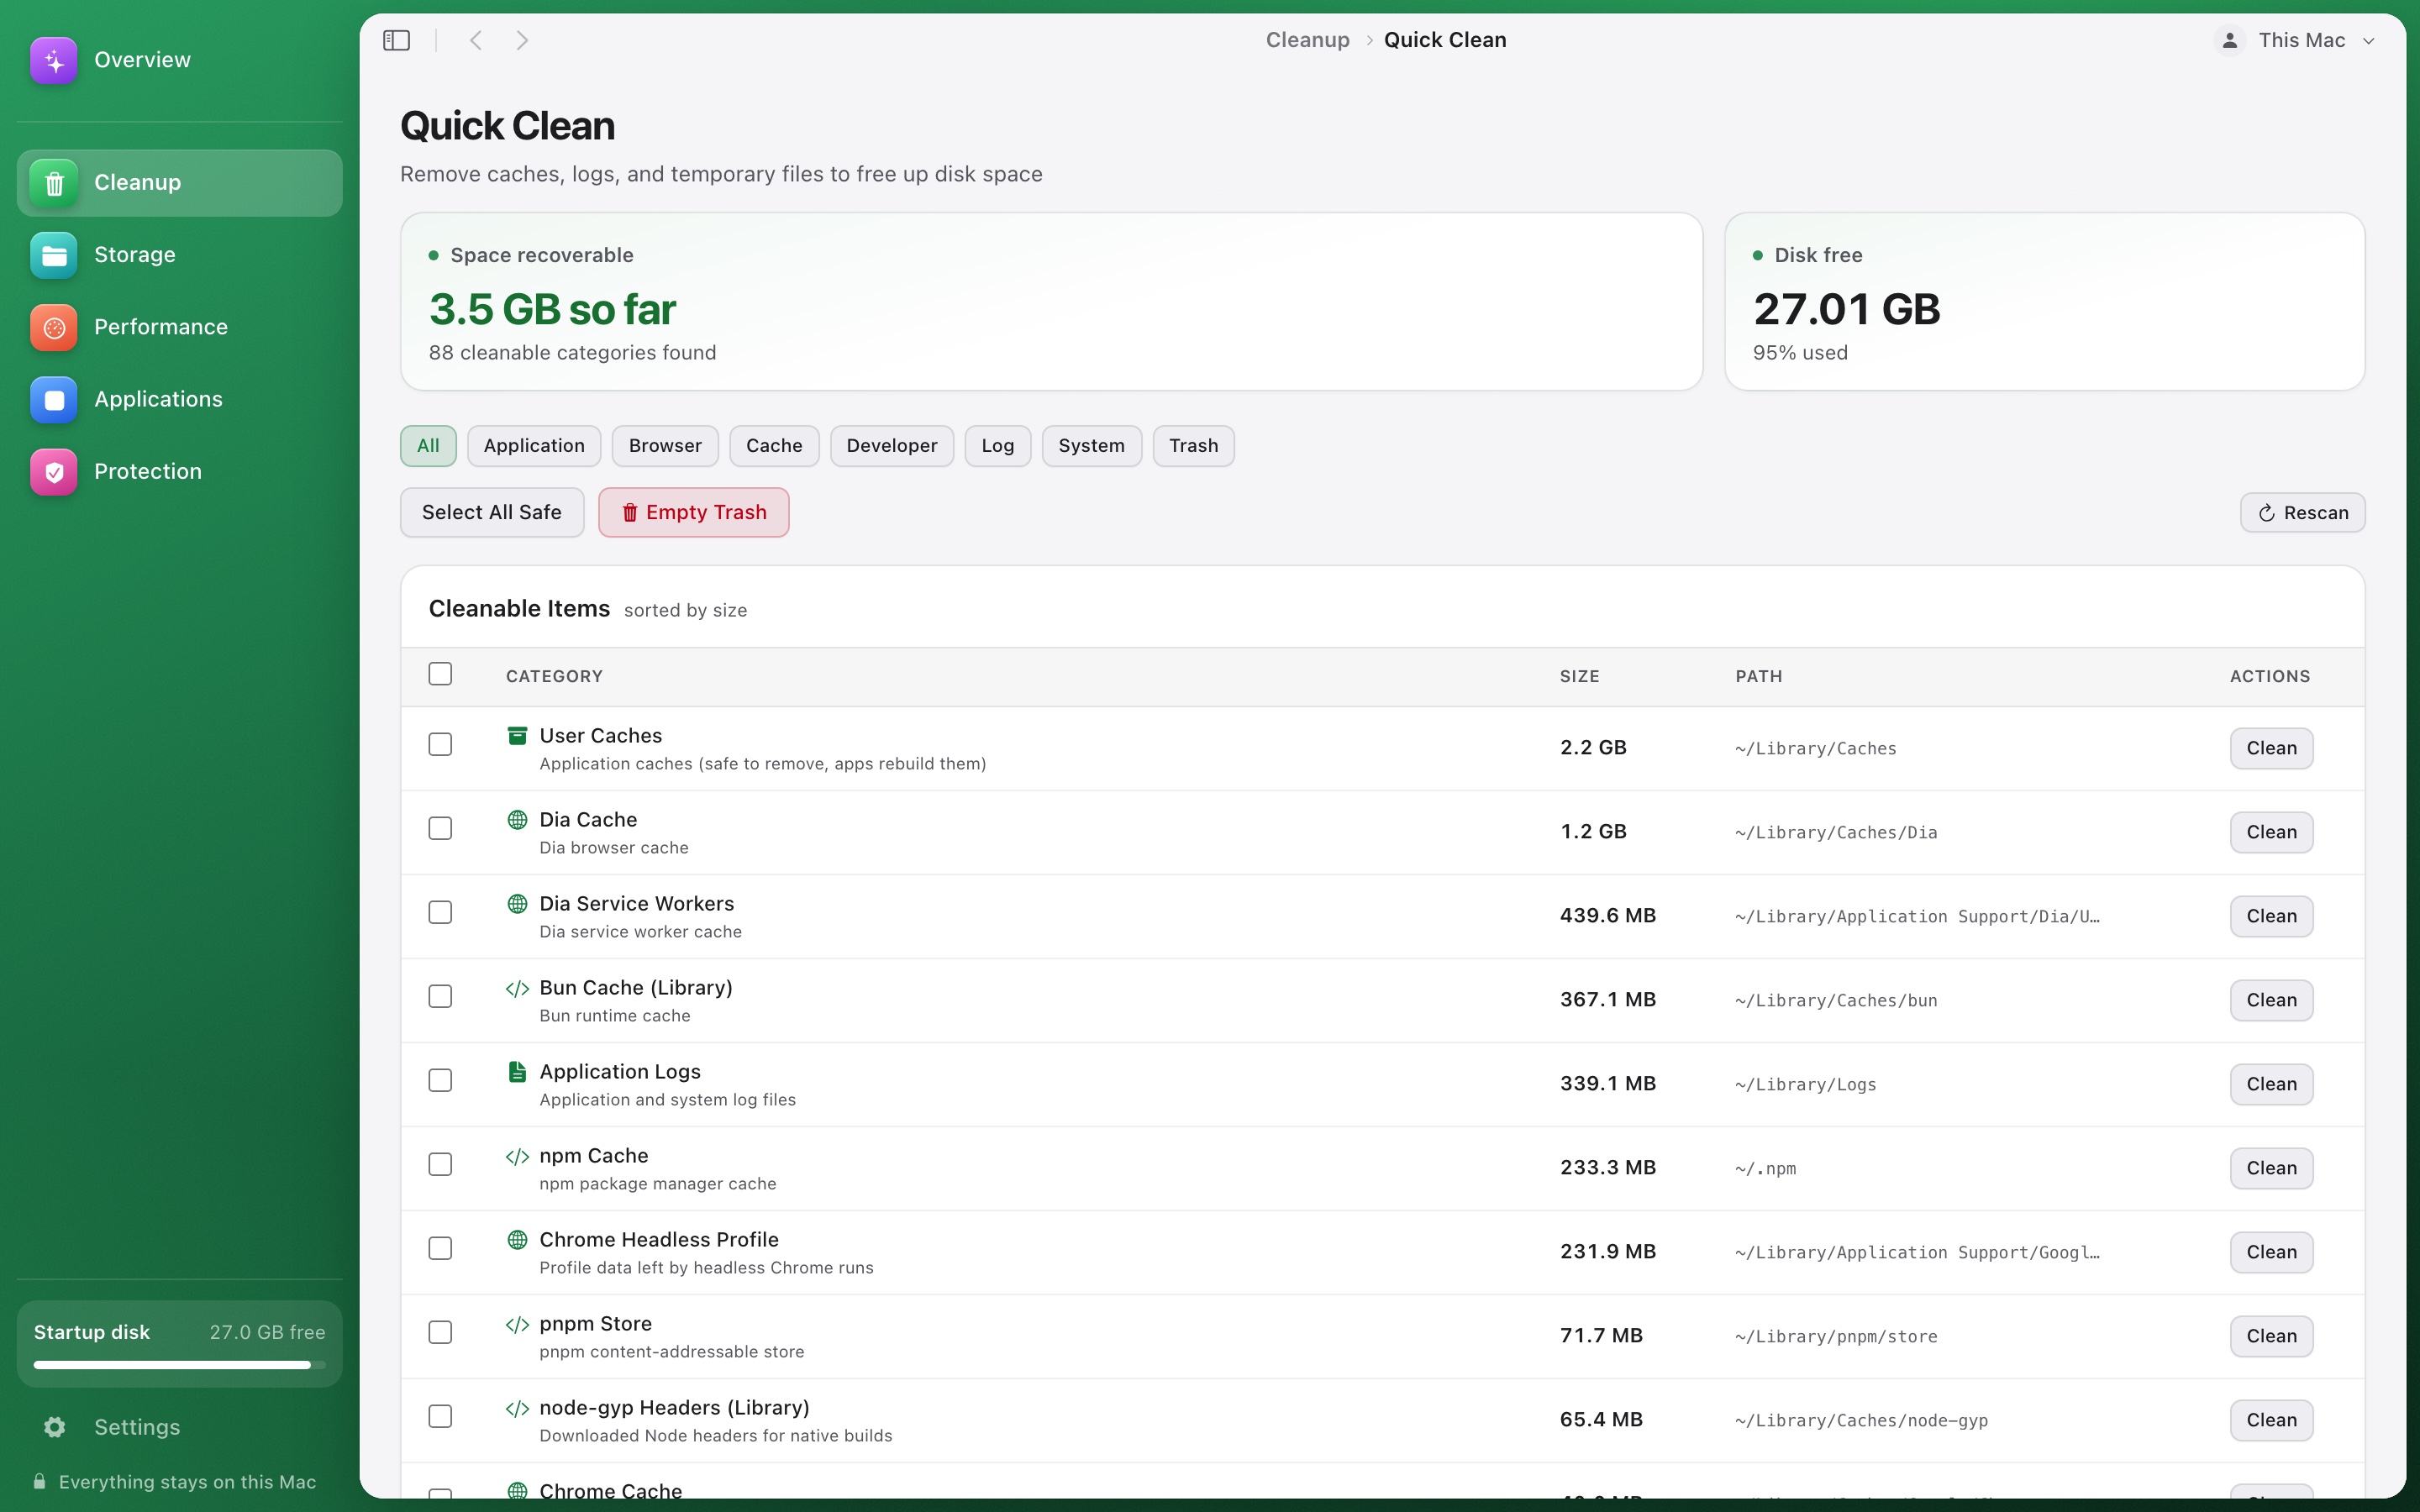 Overview
Cleanup
Storage
Performance
Applications
Protection
Startup disk 27.0 GB free
Settings
Everything stays on this Mac
Cleanup › Quick Clean
This Mac
Quick Clean
Remove caches, logs, and temporary files to free up disk space
Space recoverable
3.5 GB so far
88 cleanable categories found
Disk free
27.01 GB
95% used
All Application Browser Cache Developer Log System Trash
Select All Safe Empty Trash Rescan
Cleanable Items sorted by size
CATEGORY SIZE PATH ACTIONS
User Caches 2.2 GB ~/Library/Caches Clean
Application caches (safe to remove, apps rebuild them)
Dia Cache 1.2 GB ~/Library/Caches/Dia Clean
Dia browser cache
Dia Service Workers 439.6 MB ~/Library/Application Support/Dia/U… Clean
Dia service worker cache
Bun Cache (Library) 367.1 MB ~/Library/Caches/bun Clean
Bun runtime cache
Application Logs 339.1 MB ~/Library/Logs Clean
Application and system log files
npm Cache 233.3 MB ~/.npm Clean
npm package manager cache
Chrome Headless Profile 231.9 MB ~/Library/Application Support/Googl… Clean
Profile data left by headless Chrome runs
pnpm Store 71.7 MB ~/Library/pnpm/store Clean
pnpm content-addressable store
node-gyp Headers (Library) 65.4 MB ~/Library/Caches/node-gyp Clean
Downloaded Node headers for native builds
Chrome Cache